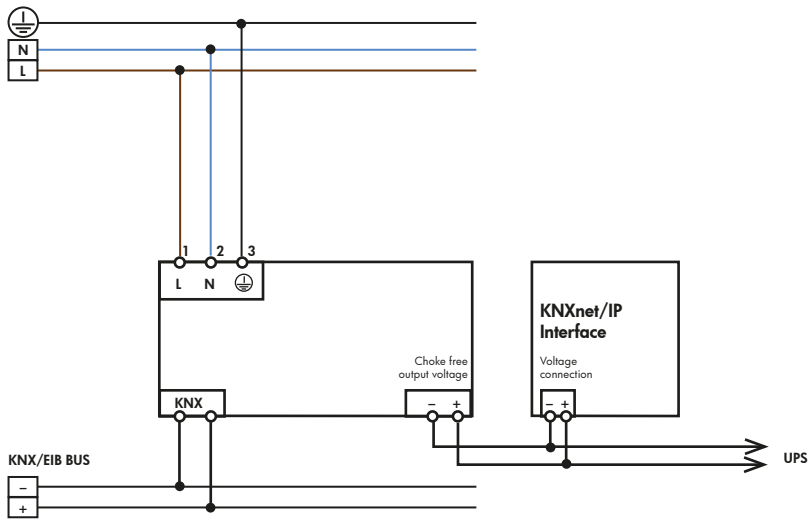 N
L
1 2 3
L N
KNXnet/IP
Interface
Choke free
output voltage
Voltage
connection
KNX
– +
– +
KNX/EIB BUS
UPS
–
+